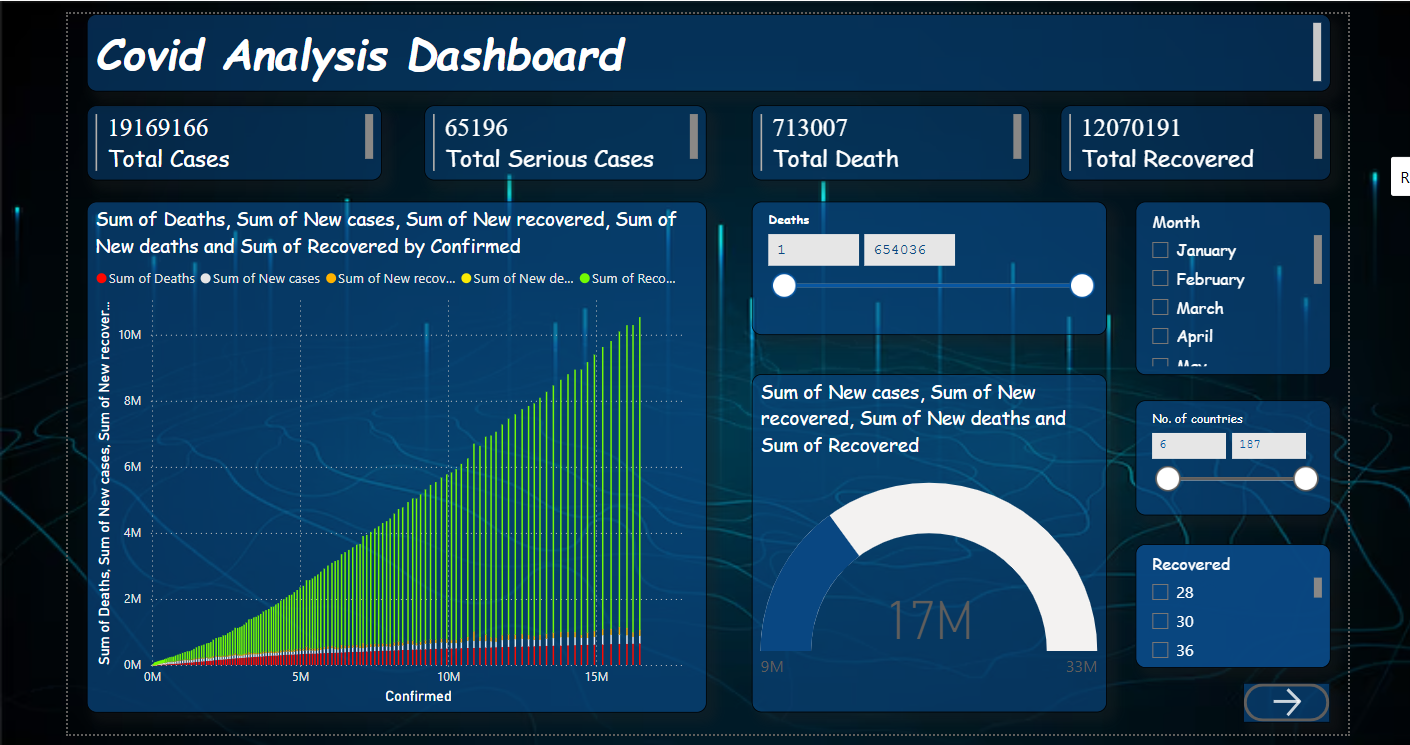 Covid Analysis Dashboard
19169166
Total Cases
65196
Total Serious Cases
713007
Total Death
12070191
Total Recovered
R
Sum of Deaths, Sum of New cases, Sum of New recovered, Sum of
New deaths and Sum of Recovered by Confirmed
Sum of Deaths Sum of New cases Sum of New recov... Sum of New de... Sum of Reco...
Sum of Deaths, Sum of New cases, Sum of New recover...
10M
8M
6M
4M
2M
0M
0M 5M 10M 15M
Confirmed
Deaths
1 654036
Sum of New cases, Sum of New
recovered, Sum of New deaths and
Sum of Recovered
17M
9M 33M
Month
January
February
March
April
May
No. of countries
6 187
Recovered
28
30
36